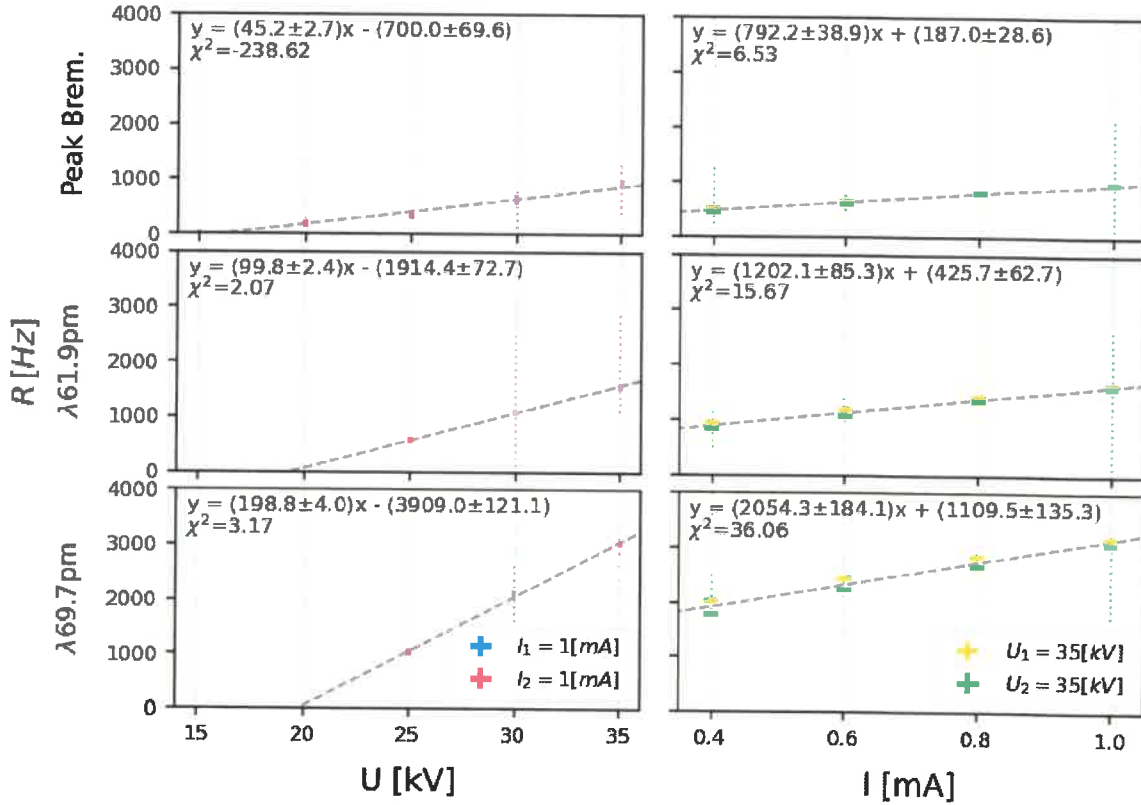 Peak Brem.
4000
3000
2000
1000
0
y = (45.2±2.7)x - (700.0±69.6)
χ²=-238.62
y = (792.2±38.9)x + (187.0±28.6)
χ²=6.53
R [Hz]
λ61.9pm
4000
3000
2000
1000
0
y = (99.8±2.4)x - (1914.4±72.7)
χ²=2.07
y = (1202.1±85.3)x + (425.7±62.7)
χ²=15.67
λ69.7pm
4000
3000
2000
1000
0
y = (198.8±4.0)x - (3909.0±121.1)
χ²=3.17
I₁ = 1[mA]
I₂ = 1[mA]
y = (2054.3±184.1)x + (1109.5±135.3)
χ²=36.06
U₁ = 35[kV]
U₂ = 35[kV]
15 20 25 30 35
U [kV]
0.4 0.6 0.8 1.0
I [mA]